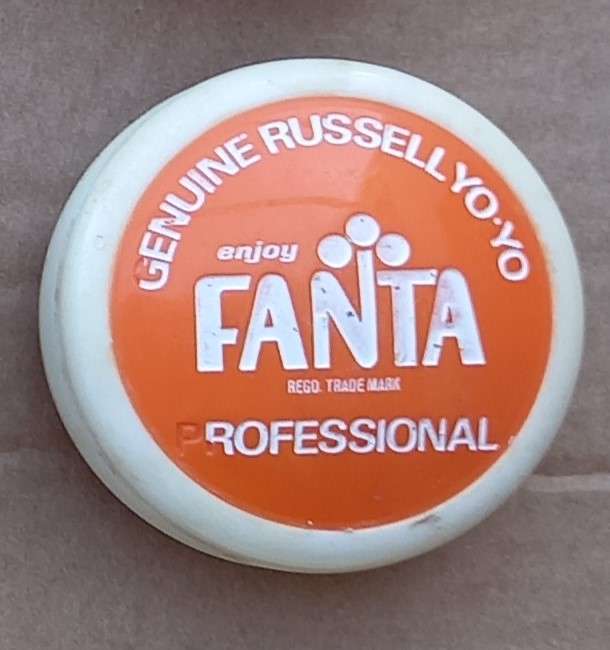 GENUINE RUSSELL YO-YO
enjoy
FANTA
REGD. TRADE MARK
PROFESSIONAL